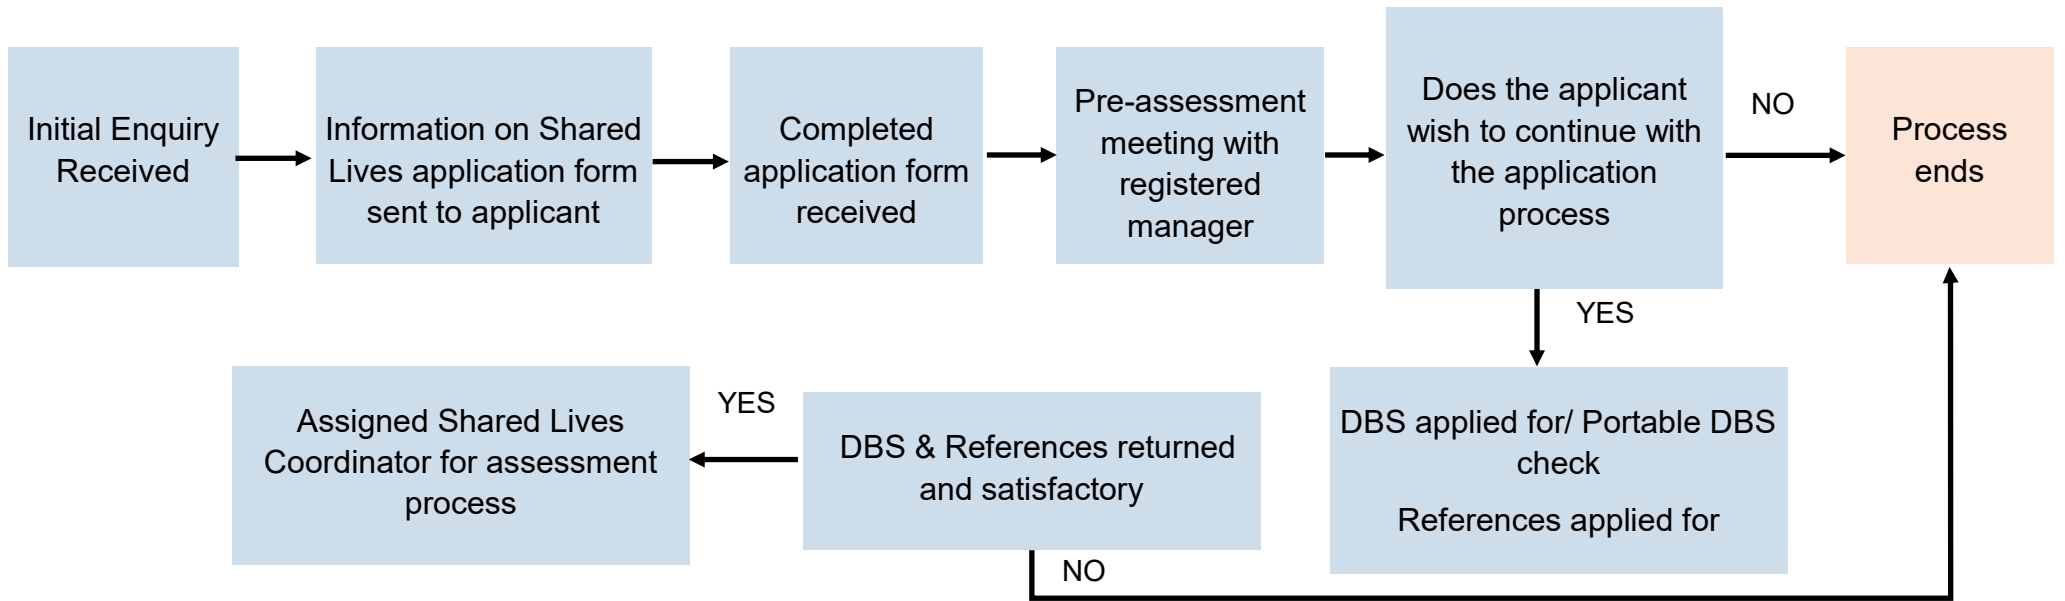 Initial Enquiry
Received
Information on Shared
Lives application form
sent to applicant
Completed
application form
received
Pre-assessment
meeting with
registered
manager
Does the applicant
wish to continue with
the application
process
NO
Process
ends
YES
DBS applied for/ Portable DBS
check
References applied for
DBS & References returned
and satisfactory
YES
Assigned Shared Lives
Coordinator for assessment
process
NO